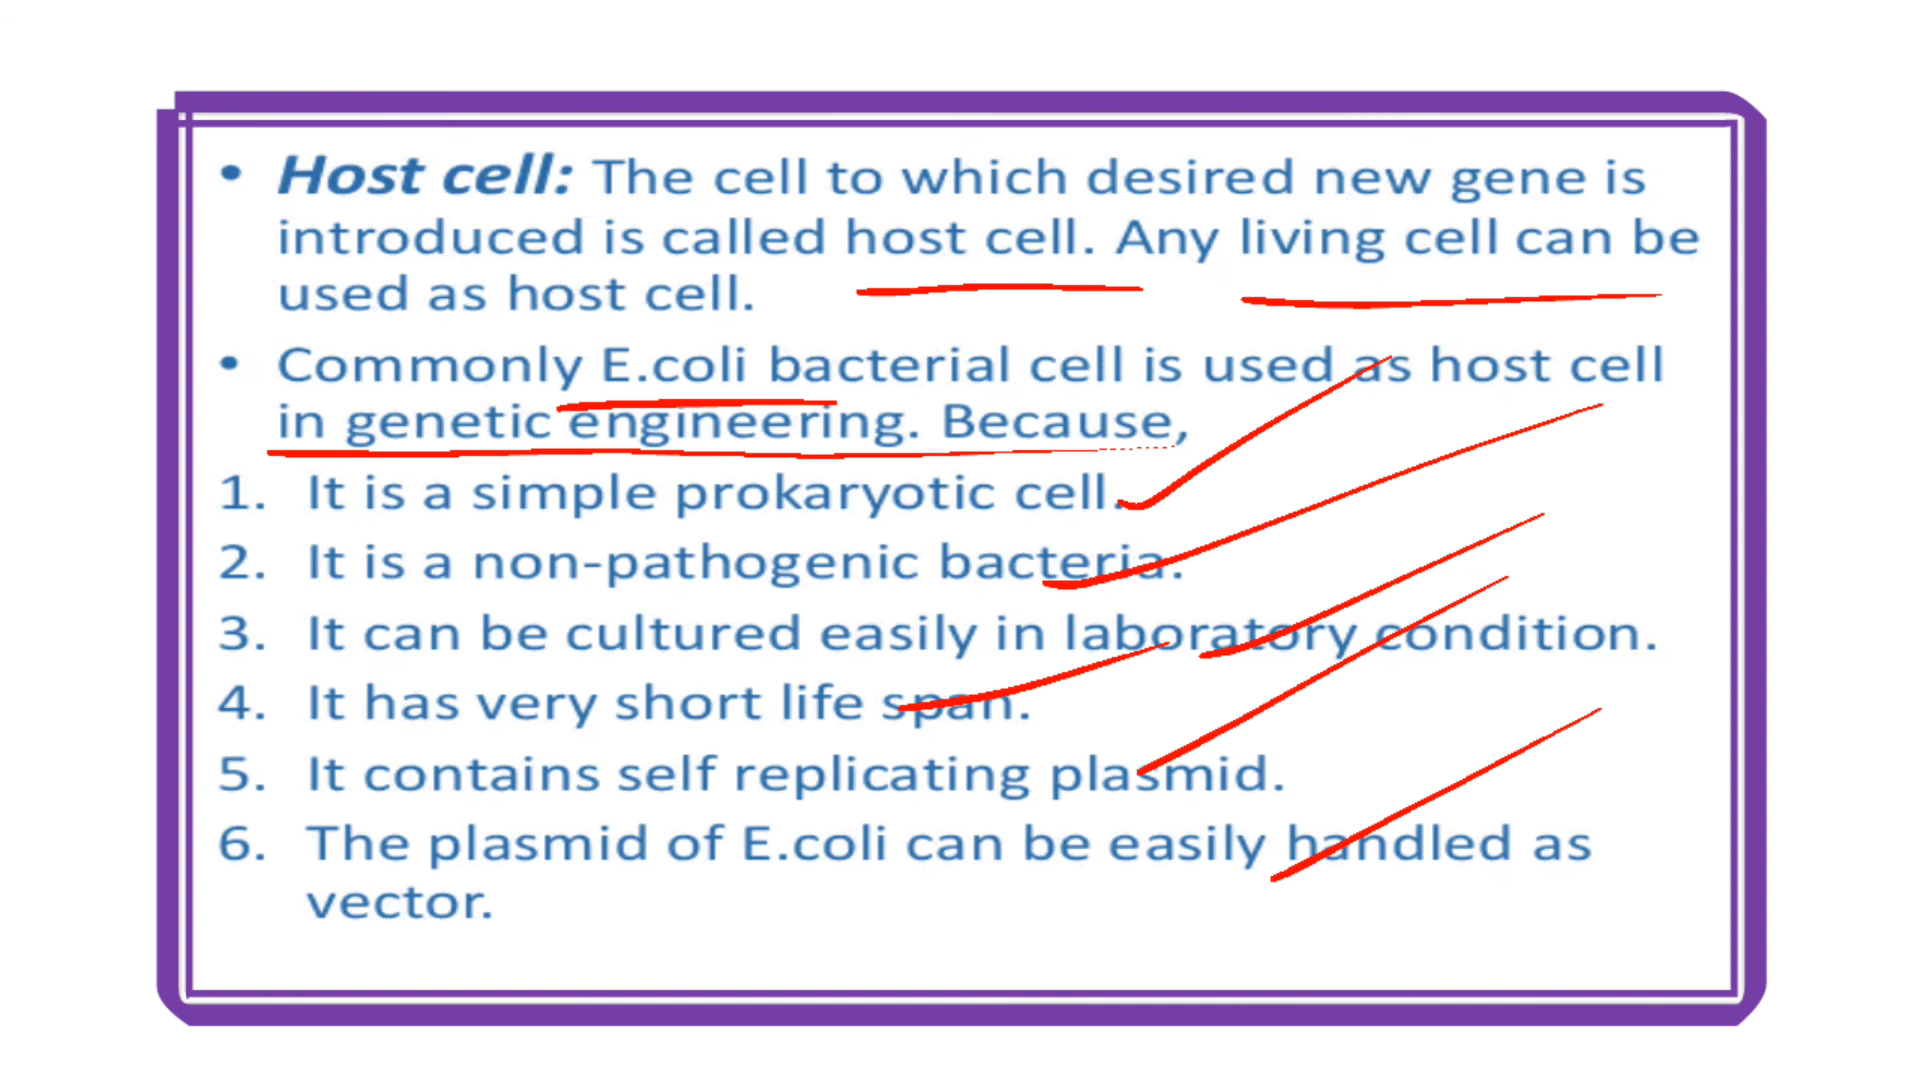 • Host cell: The cell to which desired new gene is
introduced is called host cell. Any living cell can be
used as host cell.
• Commonly E.coli bacterial cell is used as host cell
in genetic engineering. Because,
1. It is a simple prokaryotic cell.
2. It is a non-pathogenic bacteria.
3. It can be cultured easily in laboratory condition.
4. It has very short life span.
5. It contains self replicating plasmid.
6. The plasmid of E.coli can be easily handled as
vector.